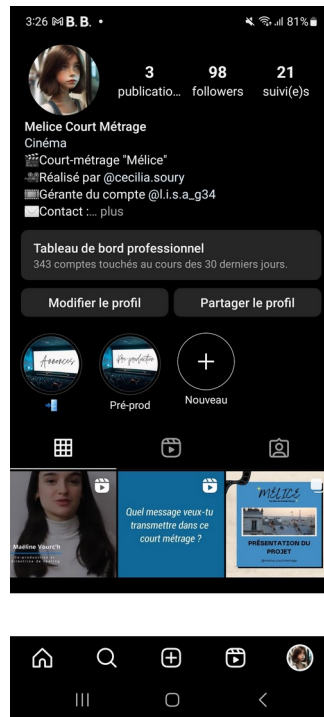 3:26 M B. B. •
81%
3 98 21
publicatio... followers suivi(e)s
Melice Court Métrage
Cinéma
🎬Court-métrage "Mélice"
🎥Réalisé par @cecilia.soury
🎞️Gérante du compte @l.i.s.a_g34
✉️Contact :... plus
Tableau de bord professionnel
343 comptes touchés au cours des 30 derniers jours.
Modifier le profil Partager le profil
Annonces Pré-production
📲 Pré-prod Nouveau
Maëline Vourc'h
Quel message veux-tu
transmettre dans ce
court métrage ?
MÉLICE
PRÉSENTATION DU
PROJET